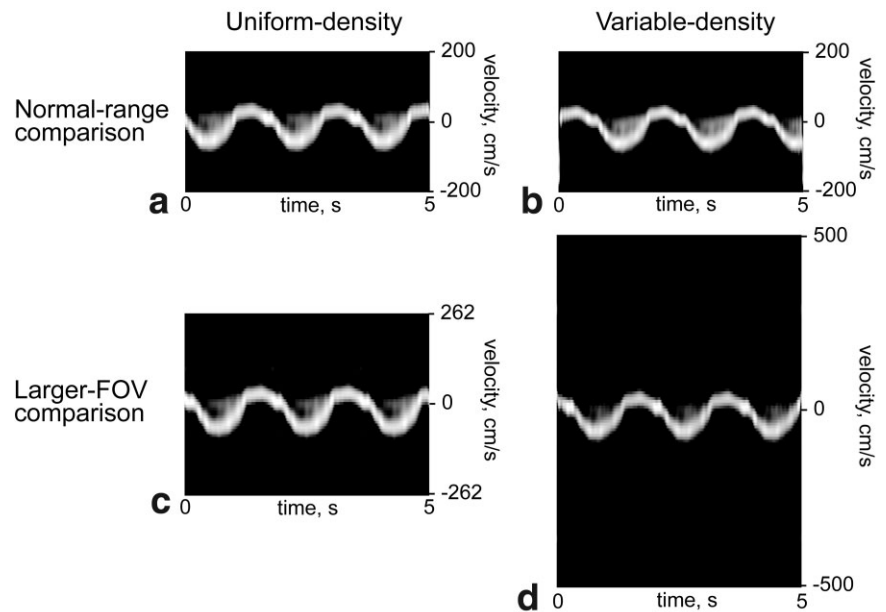 Uniform-density
Variable-density
Normal-range
comparison
200
0
-200
velocity, cm/s
a
0
time, s
5
200
0
-200
velocity, cm/s
b
0
time, s
5
Larger-FOV
comparison
262
0
-262
velocity, cm/s
c
0
time, s
5
500
0
-500
velocity, cm/s
d
0
time, s
5